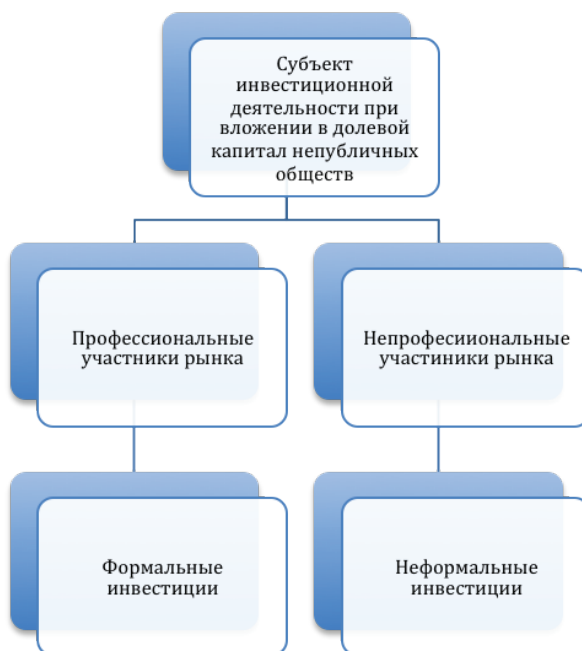 Субъект
инвестиционной
деятельности при
вложении в долевой
капитал непубличных
обществ
Профессиональные
участники рынка
Непрофесиональные
участиники рынка
Формальные
инвестиции
Неформальные
инвестиции